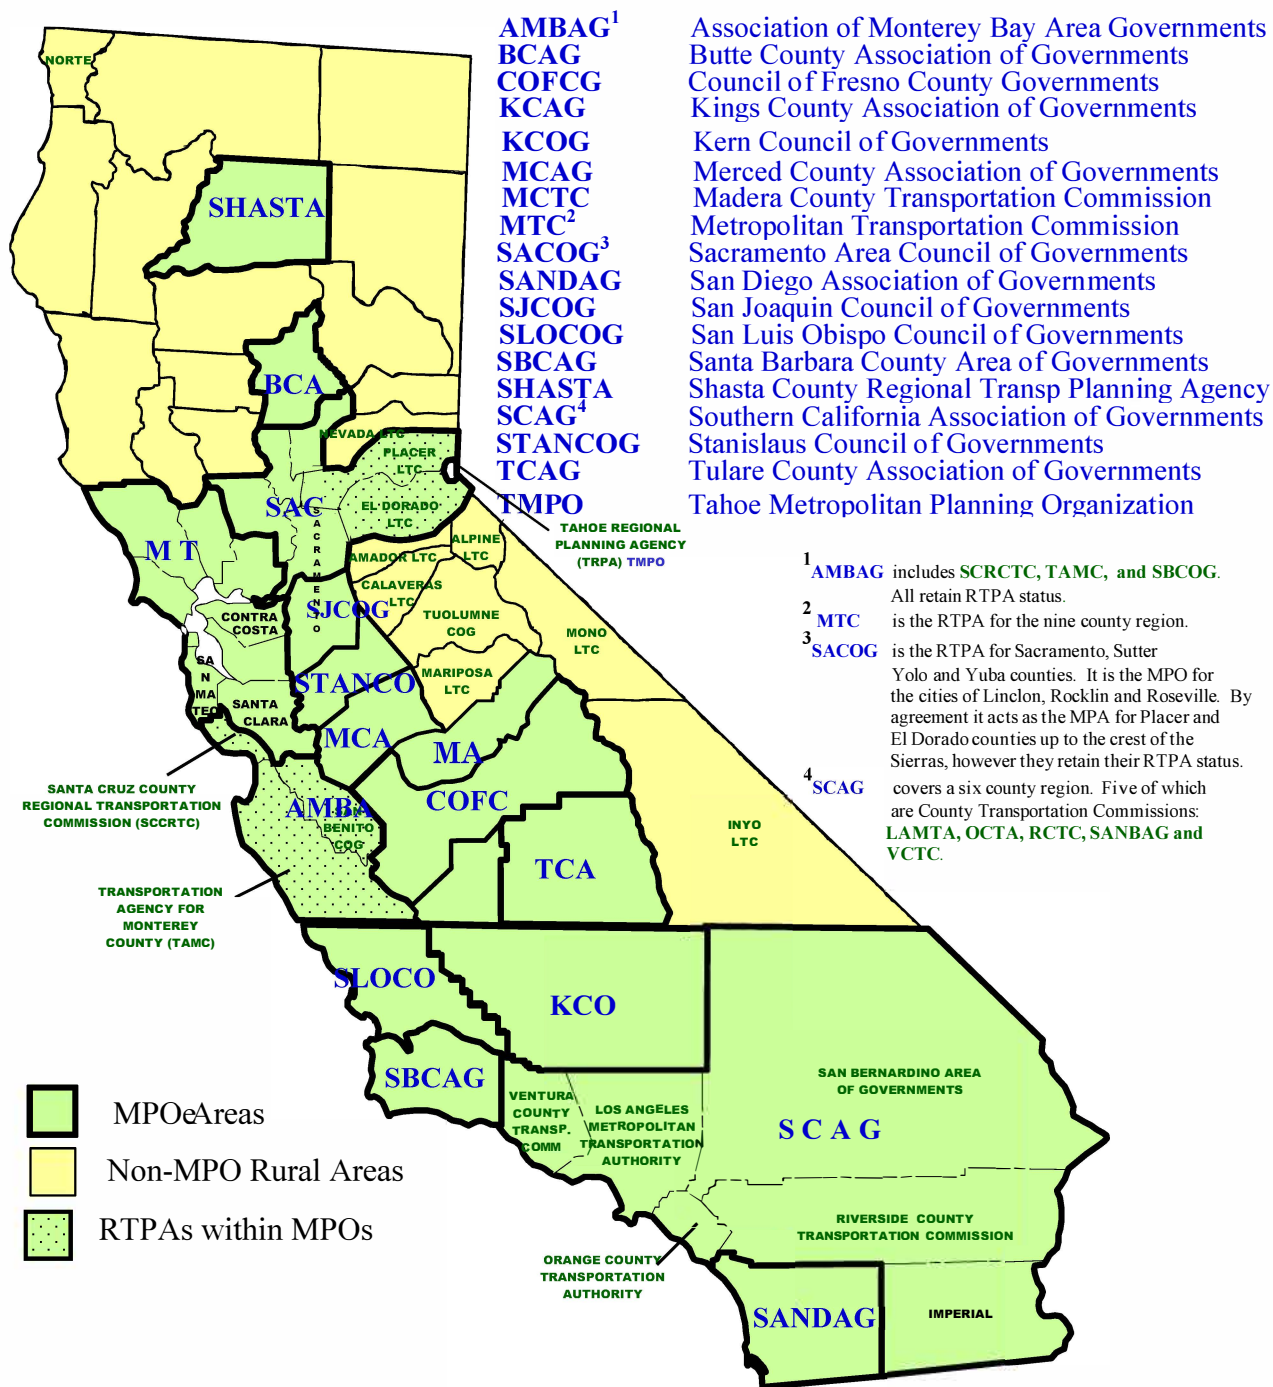 AMBAG1 Association of Monterey Bay Area Governments
BCAG Butte County Association of Governments
COFCG Council of Fresno County Governments
KCAG Kings County Association of Governments
KCOG Kern Council of Governments
MCAG Merced County Association of Governments
MCTC Madera County Transportation Commission
MTC2 Metropolitan Transportation Commission
SACOG3 Sacramento Area Council of Governments
SANDAG San Diego Association of Governments
SJCOG San Joaquin Council of Governments
SLOCOG San Luis Obispo Council of Governments
SBCAG Santa Barbara County Area of Governments
SHASTA Shasta County Regional Transp Planning Agency
SCAG4 Southern California Association of Governments
STANCOG Stanislaus Council of Governments
TCAG Tulare County Association of Governments
TMPO Tahoe Metropolitan Planning Organization
NORTE
SHASTA
BCA
NEVADA LTC
PLACER
LTC
SAC
EL DORADO
LTC
SACRAMENTO
TAHOE REGIONAL
PLANNING AGENCY
(TRPA) TMPO
M T
ALPINE
LTC
AMADOR LTC
CALAVERAS
LTC
SJCOG
TUOLUMNE
COG
CONTRA
COSTA
MONO
LTC
SA
N
MA
TEO
STANCO
MARIPOSA
LTC
SANTA
CLARA
MCA
MA
SANTA CRUZ COUNTY
REGIONAL TRANSPORTATION
COMMISSION (SCCRTC)
AMBA
COFC
BENITO
COG
INYO
LTC
TCA
TRANSPORTATION
AGENCY FOR
MONTEREY
COUNTY (TAMC)
1 AMBAG includes SCRCTC, TAMC, and SBCOG.
All retain RTPA status.
2 MTC is the RTPA for the nine county region.
3 SACOG is the RTPA for Sacramento, Sutter
Yolo and Yuba counties. It is the MPO for
the cities of Linclon, Rocklin and Roseville. By
agreement it acts as the MPA for Placer and
El Dorado counties up to the crest of the
Sierras, however they retain their RTPA status.
4 SCAG covers a six county region. Five of which
are County Transportation Commissions:
LAMTA, OCTA, RCTC, SANBAG and
VCTC.
SLOCO
KCO
SBCAG
VENTURA
COUNTY
TRANSP.
COMM
LOS ANGELES
METROPOLITAN
TRANSPORTATION
AUTHORITY
SAN BERNARDINO AREA
OF GOVERNMENTS
S C A G
RIVERSIDE COUNTY
TRANSPORTATION COMMISSION
ORANGE COUNTY
TRANSPORTATION
AUTHORITY
SANDAG
IMPERIAL
MPOeAreas
Non-MPO Rural Areas
RTPAs within MPOs